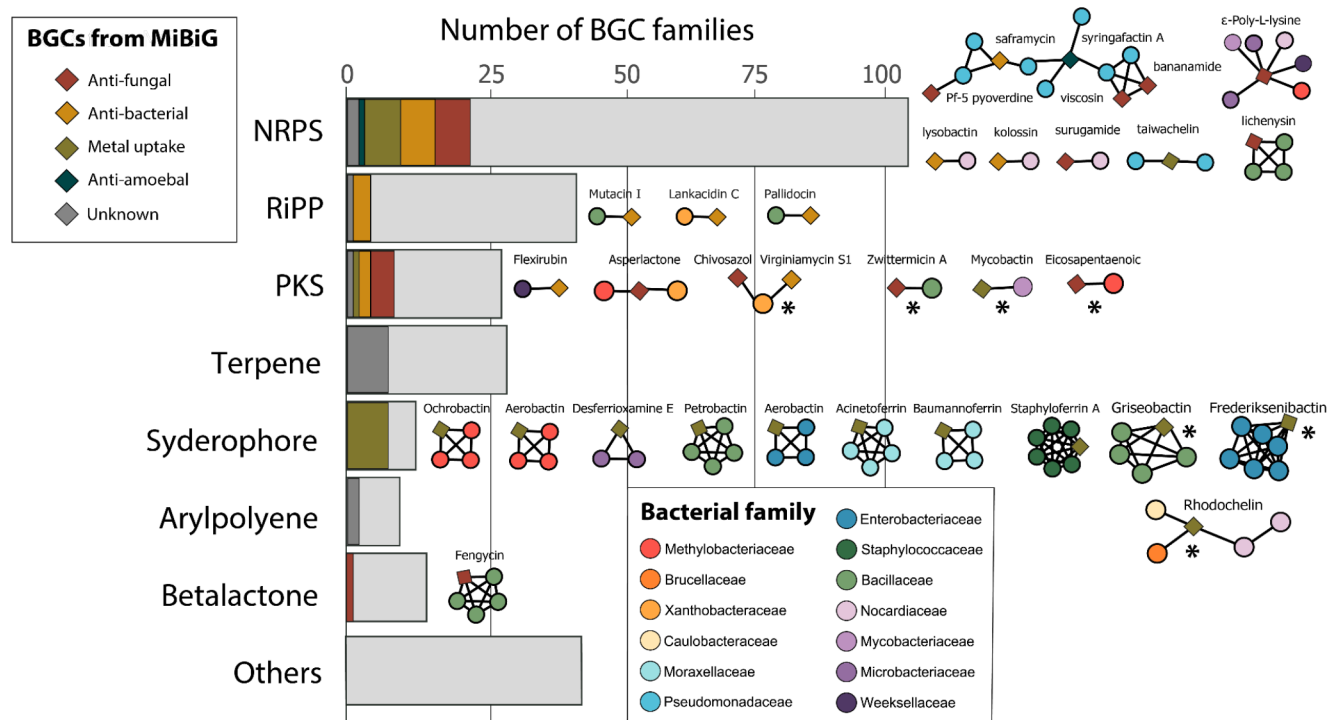 Number of BGC families
BGCs from MiBiG
Anti-fungal
Anti-bacterial
Metal uptake
Anti-amoebal
Unknown
0 25 50 75 100
NRPS
saframycin
syringafactin A
bananamide
Pf-5 pyoverdine
viscosin
ε-Poly-L-lysine
lysobactin
kolossin
surugamide
taiwachelin
lichenysin
RiPP
Mutacin I
Lankacidin C
Pallidocin
PKS
Flexirubin
Asperlactone
Chivosazol
Virginiamycin S1
*
Zwittermicin A
*
Mycobactin
*
Eicosapentaenoic
*
Terpene
Syderophore
Ochrobactin
Aerobactin
Desferrioxamine E
Petrobactin
Aerobactin
Acinetoferrin
Baumannoferrin
Staphyloferrin A
Griseobactin
*
Frederiksenibactin
*
Rhodochelin
*
Arylpolyene
Betalactone
Fengycin
Others
Bacterial family
Methylobacteriaceae
Brucellaceae
Xanthobacteraceae
Caulobacteraceae
Moraxellaceae
Pseudomonadaceae
Enterobacteriaceae
Staphylococcaceae
Bacillaceae
Nocardiaceae
Mycobacteriaceae
Microbacteriaceae
Weeksellaceae